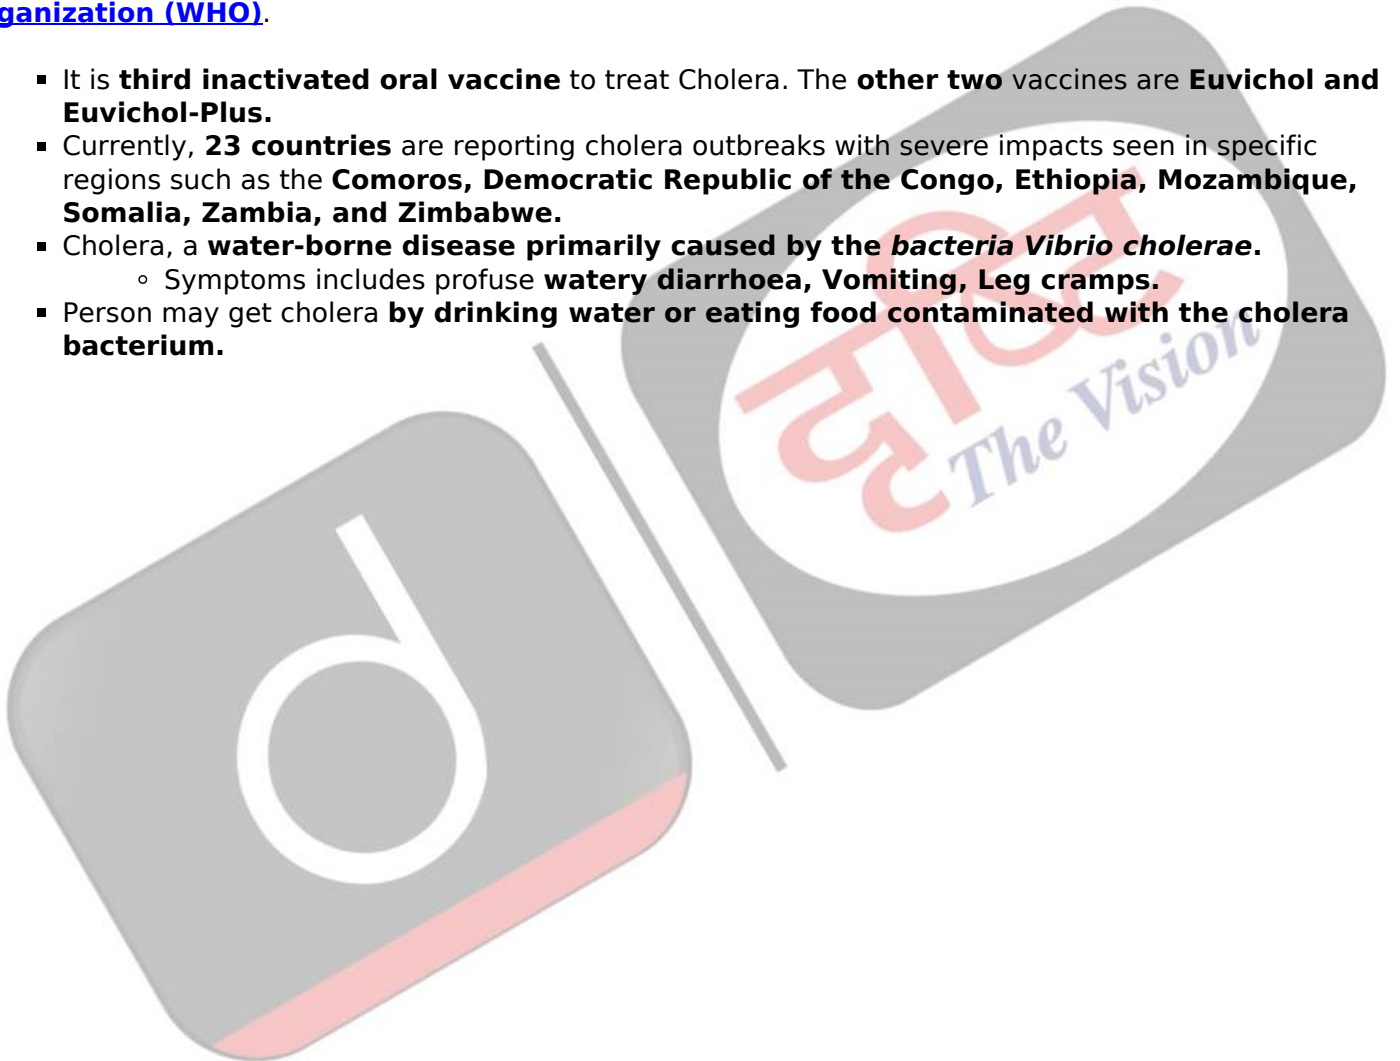 ganization (WHO).
▪ It is third inactivated oral vaccine to treat Cholera. The other two vaccines are Euvichol and
Euvichol-Plus.
▪ Currently, 23 countries are reporting cholera outbreaks with severe impacts seen in specific
regions such as the Comoros, Democratic Republic of the Congo, Ethiopia, Mozambique,
Somalia, Zambia, and Zimbabwe.
▪ Cholera, a water-borne disease primarily caused by the bacteria Vibrio cholerae.
◦ Symptoms includes profuse watery diarrhoea, Vomiting, Leg cramps.
▪ Person may get cholera by drinking water or eating food contaminated with the cholera
bacterium.
दृष्टि
The Vision
d